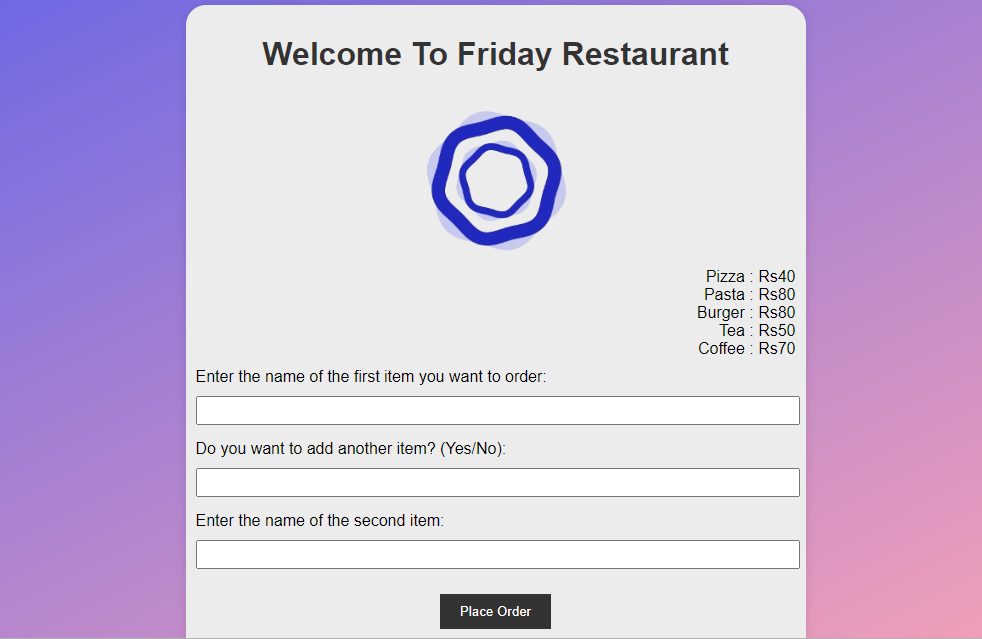 Welcome To Friday Restaurant
Pizza : Rs40
Pasta : Rs80
Burger : Rs80
Tea : Rs50
Coffee : Rs70
Enter the name of the first item you want to order:
Do you want to add another item? (Yes/No):
Enter the name of the second item:
Place Order